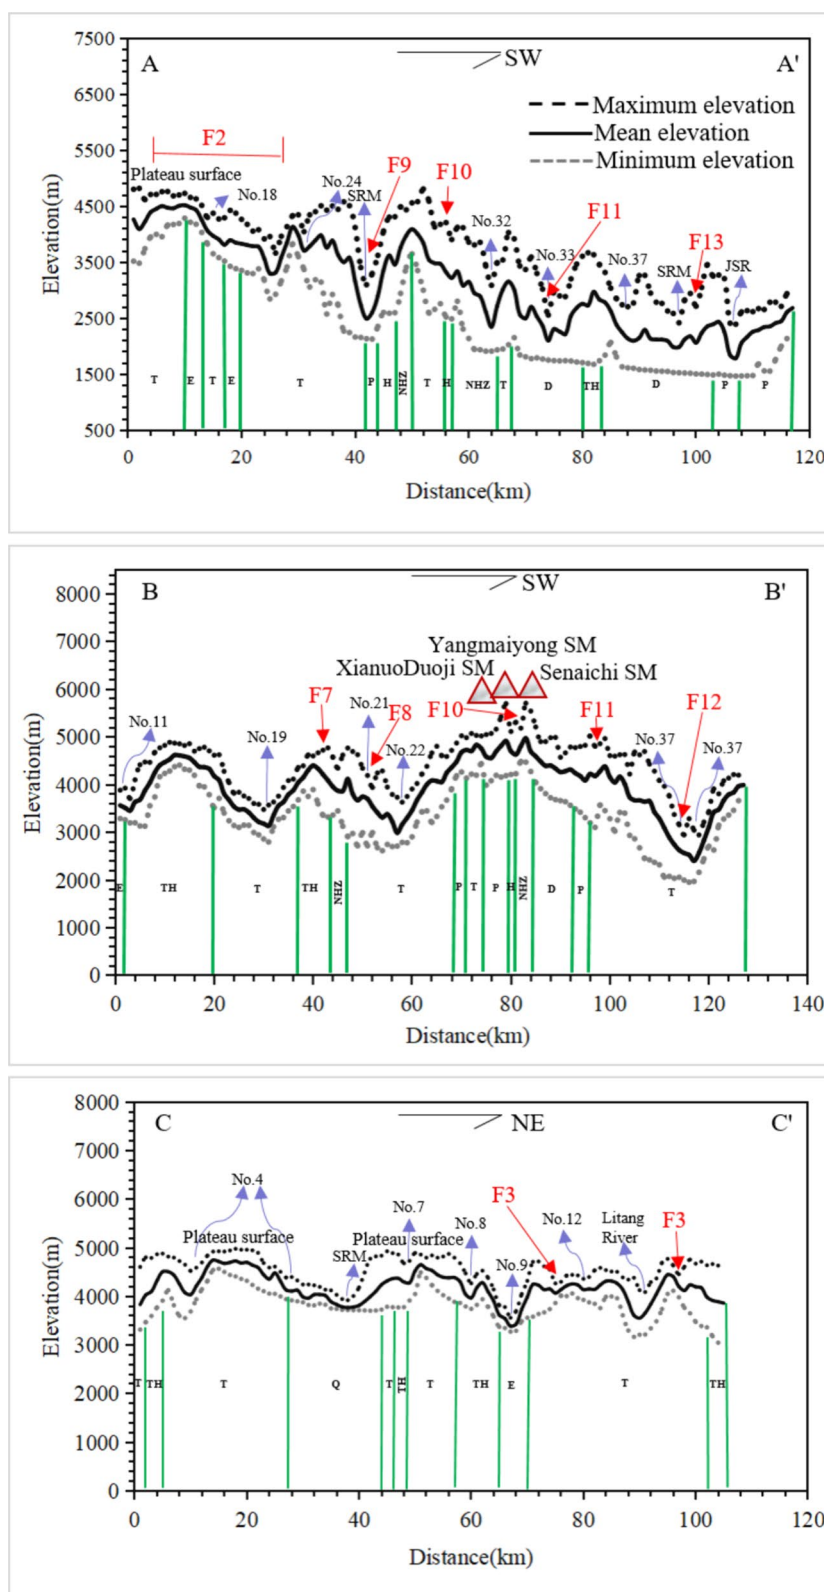 7500
6500
5500
4500
3500
2500
1500
500
Elevation(m)
A
SW
A'
Maximum elevation
Mean elevation
Minimum elevation
F2
Plateau surface
No.18
No.24
SRM
F9
F10
No.32
F11
No.33
No.37
F13
SRM
JSR
T
E
T
E
T
P
H
NHZ
T
H
NHZ
T
D
TH
D
P
P
0
20
40
60
80
100
120
Distance(km)
8000
7000
6000
5000
4000
3000
2000
1000
0
Elevation(m)
B
SW
B'
Yangmaiyong SM
XianuoDuoji SM
Senaichi SM
No.11
No.19
F7
No.21
F8
No.22
F10
F11
F12
No.37
No.37
E
TH
T
TH
NHZ
T
P
T
P
H
NHZ
D
P
T
0
20
40
60
80
100
120
140
Distance(km)
8000
7000
6000
5000
4000
3000
2000
1000
0
Elevation(m)
C
NE
C'
No.4
Plateau surface
SRM
No.7
Plateau surface
No.8
No.9
F3
No.12
Litang
River
F3
T
TH
T
Q
T
TH
T
TH
E
T
TH
0
20
40
60
80
100
120
Distance(km)